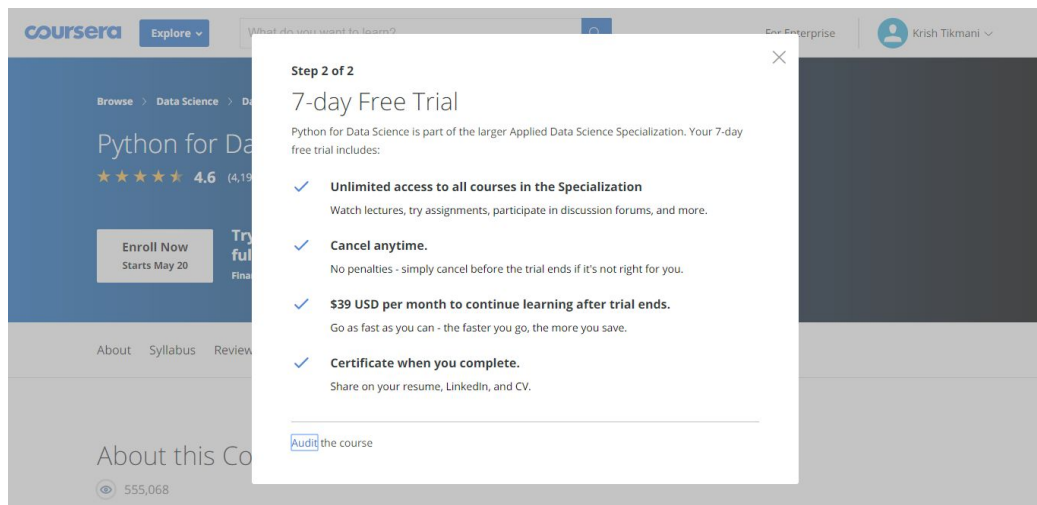 coursera
Explore
What do you want to learn?
For Enterprise
Krish Tikmani
Browse > Data Science >
Python for
4.6 (4,19
Enroll Now
Starts May 20
Step 2 of 2
7-day Free Trial
Python for Data Science is part of the larger Applied Data Science Specialization. Your 7-day
free trial includes:
Unlimited access to all courses in the Specialization
Watch lectures, try assignments, participate in discussion forums, and more.
Cancel anytime.
No penalties - simply cancel before the trial ends if it's not right for you.
$39 USD per month to continue learning after trial ends.
Go as fast as you can - the faster you go, the more you save.
Certificate when you complete.
Share on your resume, LinkedIn, and CV.
Audit the course
About Syllabus Review
About this Co
555,068